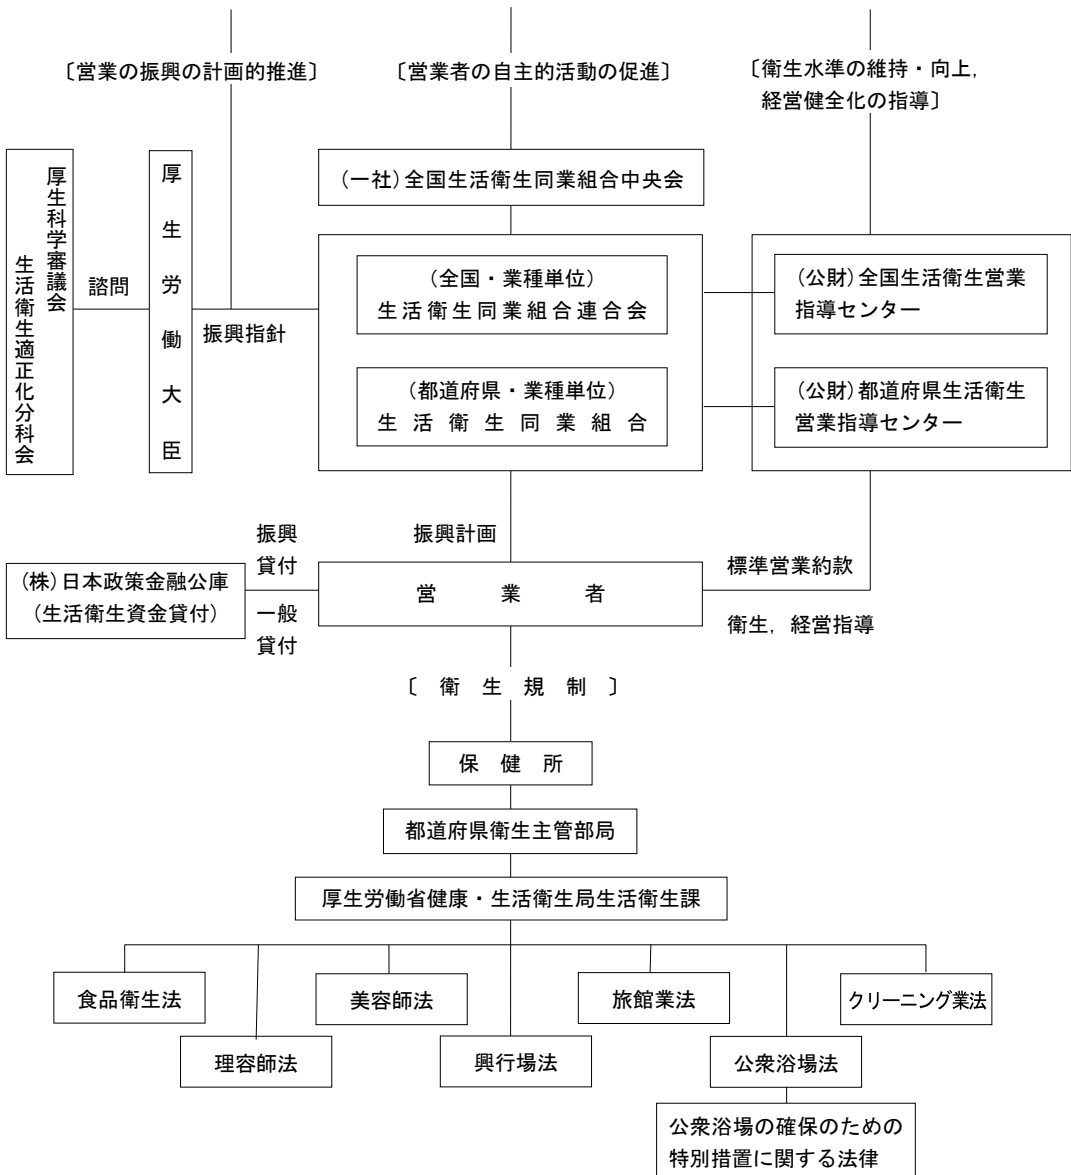 〔営業の振興の計画的推進〕
〔営業者の自主的活動の促進〕
〔衛生水準の維持・向上，
経営健全化の指導〕
厚生科学審議会
生活衛生適正化分科会
諮問
厚生労働大臣
振興指針
(一社)全国生活衛生同業組合中央会
(全国・業種単位)
生活衛生同業組合連合会
(都道府県・業種単位)
生活衛生同業組合
(公財)全国生活衛生営業
指導センター
(公財)都道府県生活衛生
営業指導センター
振興計画
振興
貸付
一般
貸付
(株)日本政策金融公庫
(生活衛生資金貸付)
営業者
標準営業約款
衛生，経営指導
〔衛生規制〕
保健所
都道府県衛生主管部局
厚生労働省健康・生活衛生局生活衛生課
食品衛生法
美容師法
旅館業法
クリーニング業法
理容師法
興行場法
公衆浴場法
公衆浴場の確保のための
特別措置に関する法律